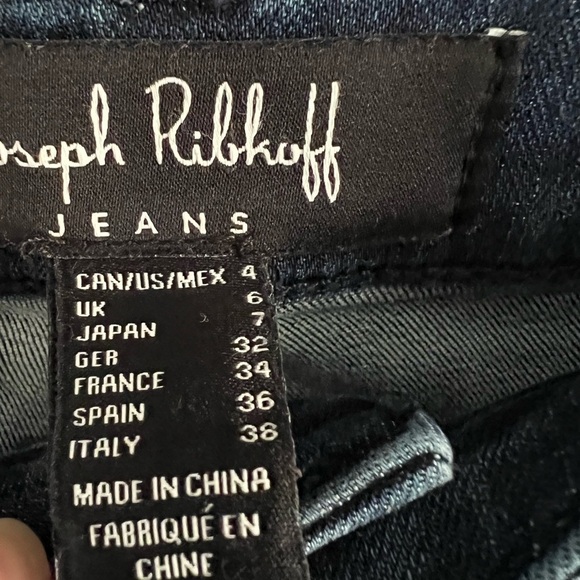 oseph Ribkoff
JEANS
CAN/US/MEX 4
UK 6
JAPAN 7
GER 32
FRANCE 34
SPAIN 36
ITALY 38
MADE IN CHINA
FABRIQUÉ EN
CHINE